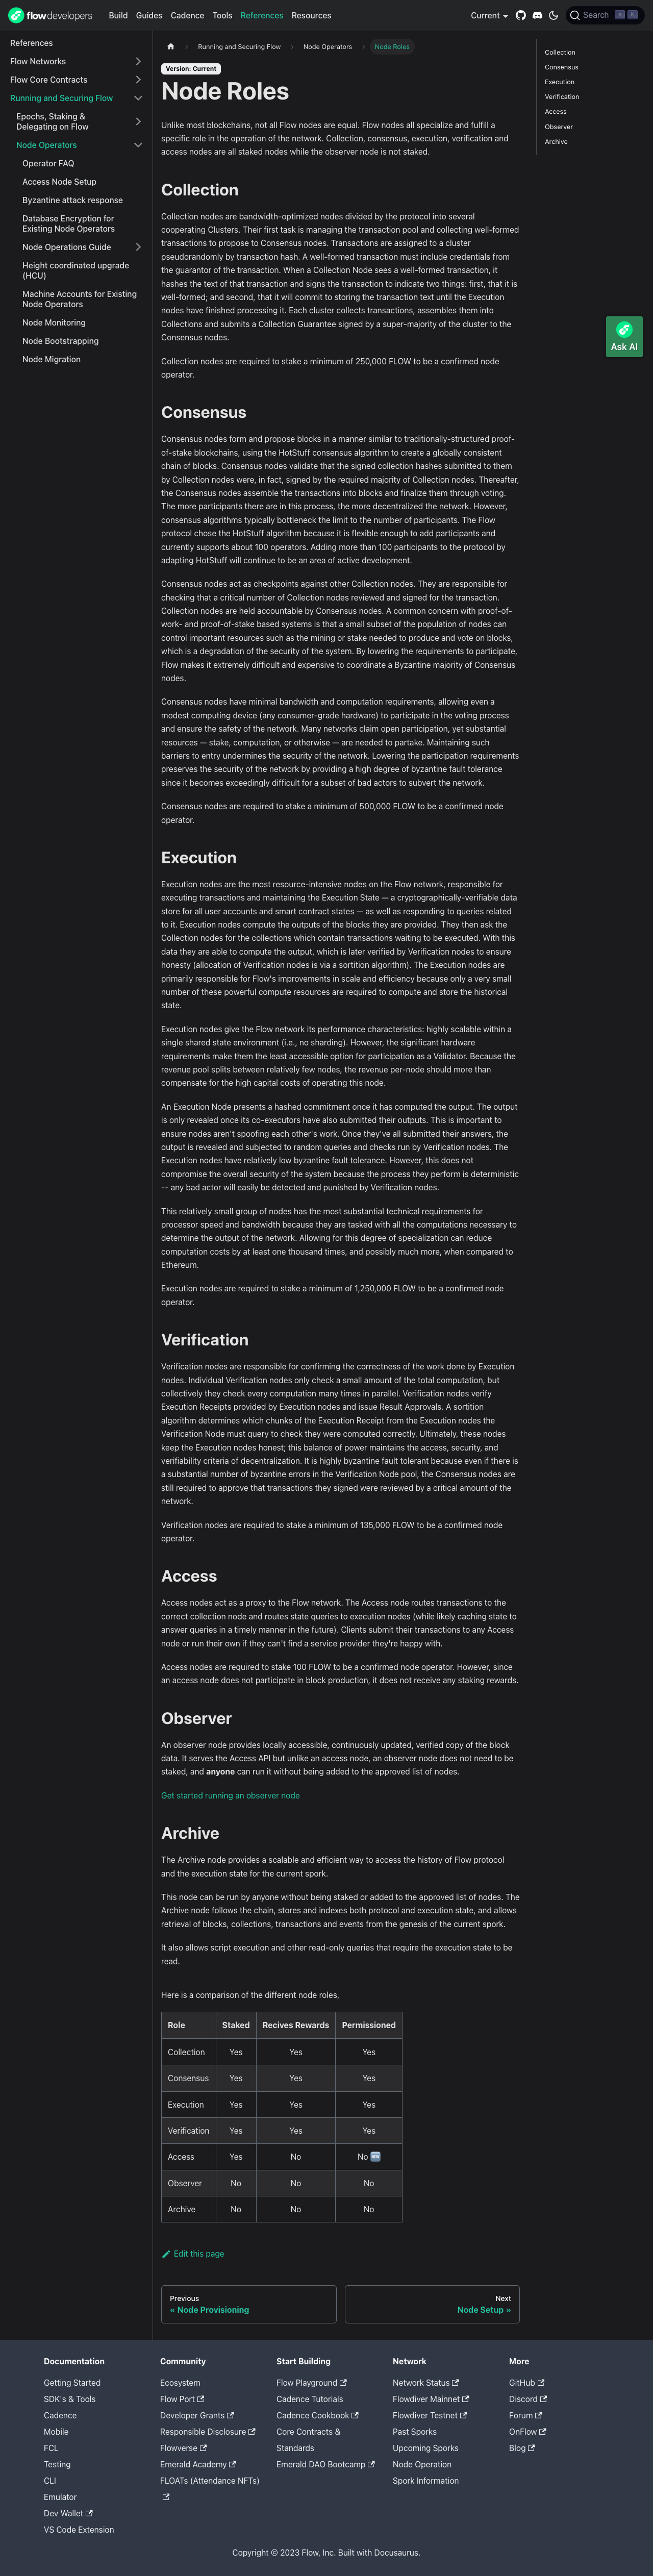 flowdevelopers
Build Guides Cadence Tools References Resources
Current
Search
References
Flow Networks
Flow Core Contracts
Running and Securing Flow
Epochs, Staking &
Delegating on Flow
Node Operators
Operator FAQ
Access Node Setup
Byzantine attack response
Database Encryption for
Existing Node Operators
Node Operations Guide
Height coordinated upgrade
(HCU)
Machine Accounts for Existing
Node Operators
Node Monitoring
Node Bootstrapping
Node Migration
Running and Securing Flow Node Operators Node Roles
Version: Current
Node Roles
Unlike most blockchains, not all Flow nodes are equal. Flow nodes all specialize and fulfill a
specific role in the operation of the network. Collection, consensus, execution, verification and
access nodes are all staked nodes while the observer node is not staked.
Collection
Collection nodes are bandwidth-optimized nodes divided by the protocol into several
cooperating Clusters. Their first task is managing the transaction pool and collecting well-formed
transactions to propose to Consensus nodes. Transactions are assigned to a cluster
pseudorandomly by transaction hash. A well-formed transaction must include credentials from
the guarantor of the transaction. When a Collection Node sees a well-formed transaction, it
hashes the text of that transaction and signs the transaction to indicate two things: first, that it is
well-formed; and second, that it will commit to storing the transaction text until the Execution
nodes have finished processing it. Each cluster collects transactions, assembles them into
Collections and submits a Collection Guarantee signed by a super-majority of the cluster to the
Consensus nodes.
Collection nodes are required to stake a minimum of 250,000 FLOW to be a confirmed node
operator.
Consensus
Consensus nodes form and propose blocks in a manner similar to traditionally-structured proof-
of-stake blockchains, using the HotStuff consensus algorithm to create a globally consistent
chain of blocks. Consensus nodes validate that the signed collection hashes submitted to them
by Collection nodes were, in fact, signed by the required majority of Collection nodes. Thereafter,
the Consensus nodes assemble the transactions into blocks and finalize them through voting.
The more participants there are in this process, the more decentralized the network. However,
consensus algorithms typically bottleneck the limit to the number of participants. The Flow
protocol chose the HotStuff algorithm because it is flexible enough to add participants and
currently supports about 100 operators. Adding more than 100 participants to the protocol by
adapting HotStuff will continue to be an area of active development.
Consensus nodes act as checkpoints against other Collection nodes. They are responsible for
checking that a critical number of Collection nodes reviewed and signed for the transaction.
Collection nodes are held accountable by Consensus nodes. A common concern with proof-of-
work- and proof-of-stake based systems is that a small subset of the population of nodes can
control important resources such as the mining or stake needed to produce and vote on blocks,
which is a degradation of the security of the system. By lowering the requirements to participate,
Flow makes it extremely difficult and expensive to coordinate a Byzantine majority of Consensus
nodes.
Consensus nodes have minimal bandwidth and computation requirements, allowing even a
modest computing device (any consumer-grade hardware) to participate in the voting process
and ensure the safety of the network. Many networks claim open participation, yet substantial
resources — stake, computation, or otherwise — are needed to partake. Maintaining such
barriers to entry undermines the security of the network. Lowering the participation requirements
preserves the security of the network by providing a high degree of byzantine fault tolerance
since it becomes exceedingly difficult for a subset of bad actors to subvert the network.
Consensus nodes are required to stake a minimum of 500,000 FLOW to be a confirmed node
operator.
Execution
Execution nodes are the most resource-intensive nodes on the Flow network, responsible for
executing transactions and maintaining the Execution State — a cryptographically-verifiable data
store for all user accounts and smart contract states — as well as responding to queries related
to it. Execution nodes compute the outputs of the blocks they are provided. They then ask the
Collection nodes for the collections which contain transactions waiting to be executed. With this
data they are able to compute the output, which is later verified by Verification nodes to ensure
honesty (allocation of Verification nodes is via a sortition algorithm). The Execution nodes are
primarily responsible for Flow's improvements in scale and efficiency because only a very small
number of these powerful compute resources are required to compute and store the historical
state.
Execution nodes give the Flow network its performance characteristics: highly scalable within a
single shared state environment (i.e., no sharding). However, the significant hardware
requirements make them the least accessible option for participation as a Validator. Because the
revenue pool splits between relatively few nodes, the revenue per-node should more than
compensate for the high capital costs of operating this node.
An Execution Node presents a hashed commitment once it has computed the output. The output
is only revealed once its co-executors have also submitted their outputs. This is important to
ensure nodes aren't spoofing each other's work. Once they've all submitted their answers, the
output is revealed and subjected to random queries and checks run by Verification nodes. The
Execution nodes have relatively low byzantine fault tolerance. However, this does not
compromise the overall security of the system because the process they perform is deterministic
-- any bad actor will easily be detected and punished by Verification nodes.
This relatively small group of nodes has the most substantial technical requirements for
processor speed and bandwidth because they are tasked with all the computations necessary to
determine the output of the network. Allowing for this degree of specialization can reduce
computation costs by at least one thousand times, and possibly much more, when compared to
Ethereum.
Execution nodes are required to stake a minimum of 1,250,000 FLOW to be a confirmed node
operator.
Verification
Verification nodes are responsible for confirming the correctness of the work done by Execution
nodes. Individual Verification nodes only check a small amount of the total computation, but
collectively they check every computation many times in parallel. Verification nodes verify
Execution Receipts provided by Execution nodes and issue Result Approvals. A sortition
algorithm determines which chunks of the Execution Receipt from the Execution nodes the
Verification Node must query to check they were computed correctly. Ultimately, these nodes
keep the Execution nodes honest; this balance of power maintains the access, security, and
verifiability criteria of decentralization. It is highly byzantine fault tolerant because even if there is
a substantial number of byzantine errors in the Verification Node pool, the Consensus nodes are
still required to approve that transactions they signed were reviewed by a critical amount of the
network.
Verification nodes are required to stake a minimum of 135,000 FLOW to be a confirmed node
operator.
Access
Access nodes act as a proxy to the Flow network. The Access node routes transactions to the
correct collection node and routes state queries to execution nodes (while likely caching state to
answer queries in a timely manner in the future). Clients submit their transactions to any Access
node or run their own if they can't find a service provider they're happy with.
Access nodes are required to stake 100 FLOW to be a confirmed node operator. However, since
an access node does not participate in block production, it does not receive any staking rewards.
Observer
An observer node provides locally accessible, continuously updated, verified copy of the block
data. It serves the Access API but unlike an access node, an observer node does not need to be
staked, and anyone can run it without being added to the approved list of nodes.
Get started running an observer node
Archive
The Archive node provides a scalable and efficient way to access the history of Flow protocol
and the execution state for the current spork.
This node can be run by anyone without being staked or added to the approved list of nodes. The
Archive node follows the chain, stores and indexes both protocol and execution state, and allows
retrieval of blocks, collections, transactions and events from the genesis of the current spork.
It also allows script execution and other read-only queries that require the execution state to be
read.
Here is a comparison of the different node roles,
Role Staked Recives Rewards Permissioned
Collection Yes Yes Yes
Consensus Yes Yes Yes
Execution Yes Yes Yes
Verification Yes Yes Yes
Access Yes No No 🆕
Observer No No No
Archive No No No
Edit this page
Previous
« Node Provisioning
Next
Node Setup »
Collection
Consensus
Execution
Verification
Access
Observer
Archive
Ask AI
Documentation
Getting Started
SDK's & Tools
Cadence
Mobile
FCL
Testing
CLI
Emulator
Dev Wallet
VS Code Extension
Community
Ecosystem
Flow Port
Developer Grants
Responsible Disclosure
Flowverse
Emerald Academy
FLOATs (Attendance NFTs)
Start Building
Flow Playground
Cadence Tutorials
Cadence Cookbook
Core Contracts &
Standards
Emerald DAO Bootcamp
Network
Network Status
Flowdiver Mainnet
Flowdiver Testnet
Past Sporks
Upcoming Sporks
Node Operation
Spork Information
More
GitHub
Discord
Forum
OnFlow
Blog
Copyright © 2023 Flow, Inc. Built with Docusaurus.